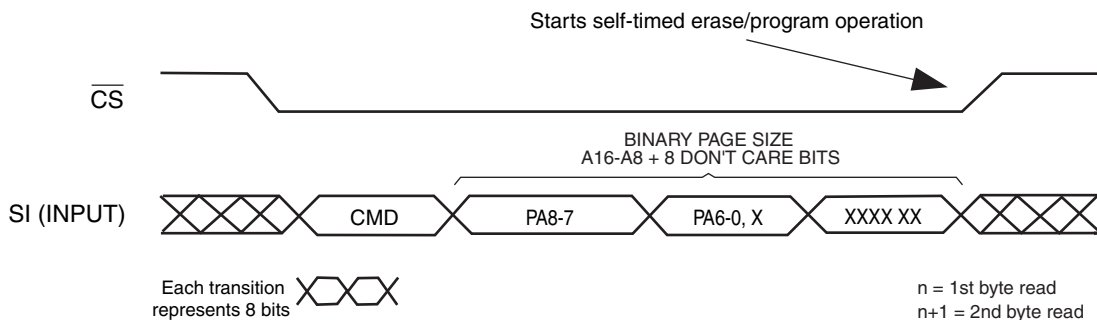 Starts self-timed erase/program operation
CS
BINARY PAGE SIZE
A16-A8 + 8 DON'T CARE BITS
SI (INPUT)
CMD
PA8-7
PA6-0, X
XXXX XX
Each transition
represents 8 bits
n = 1st byte read
n+1 = 2nd byte read